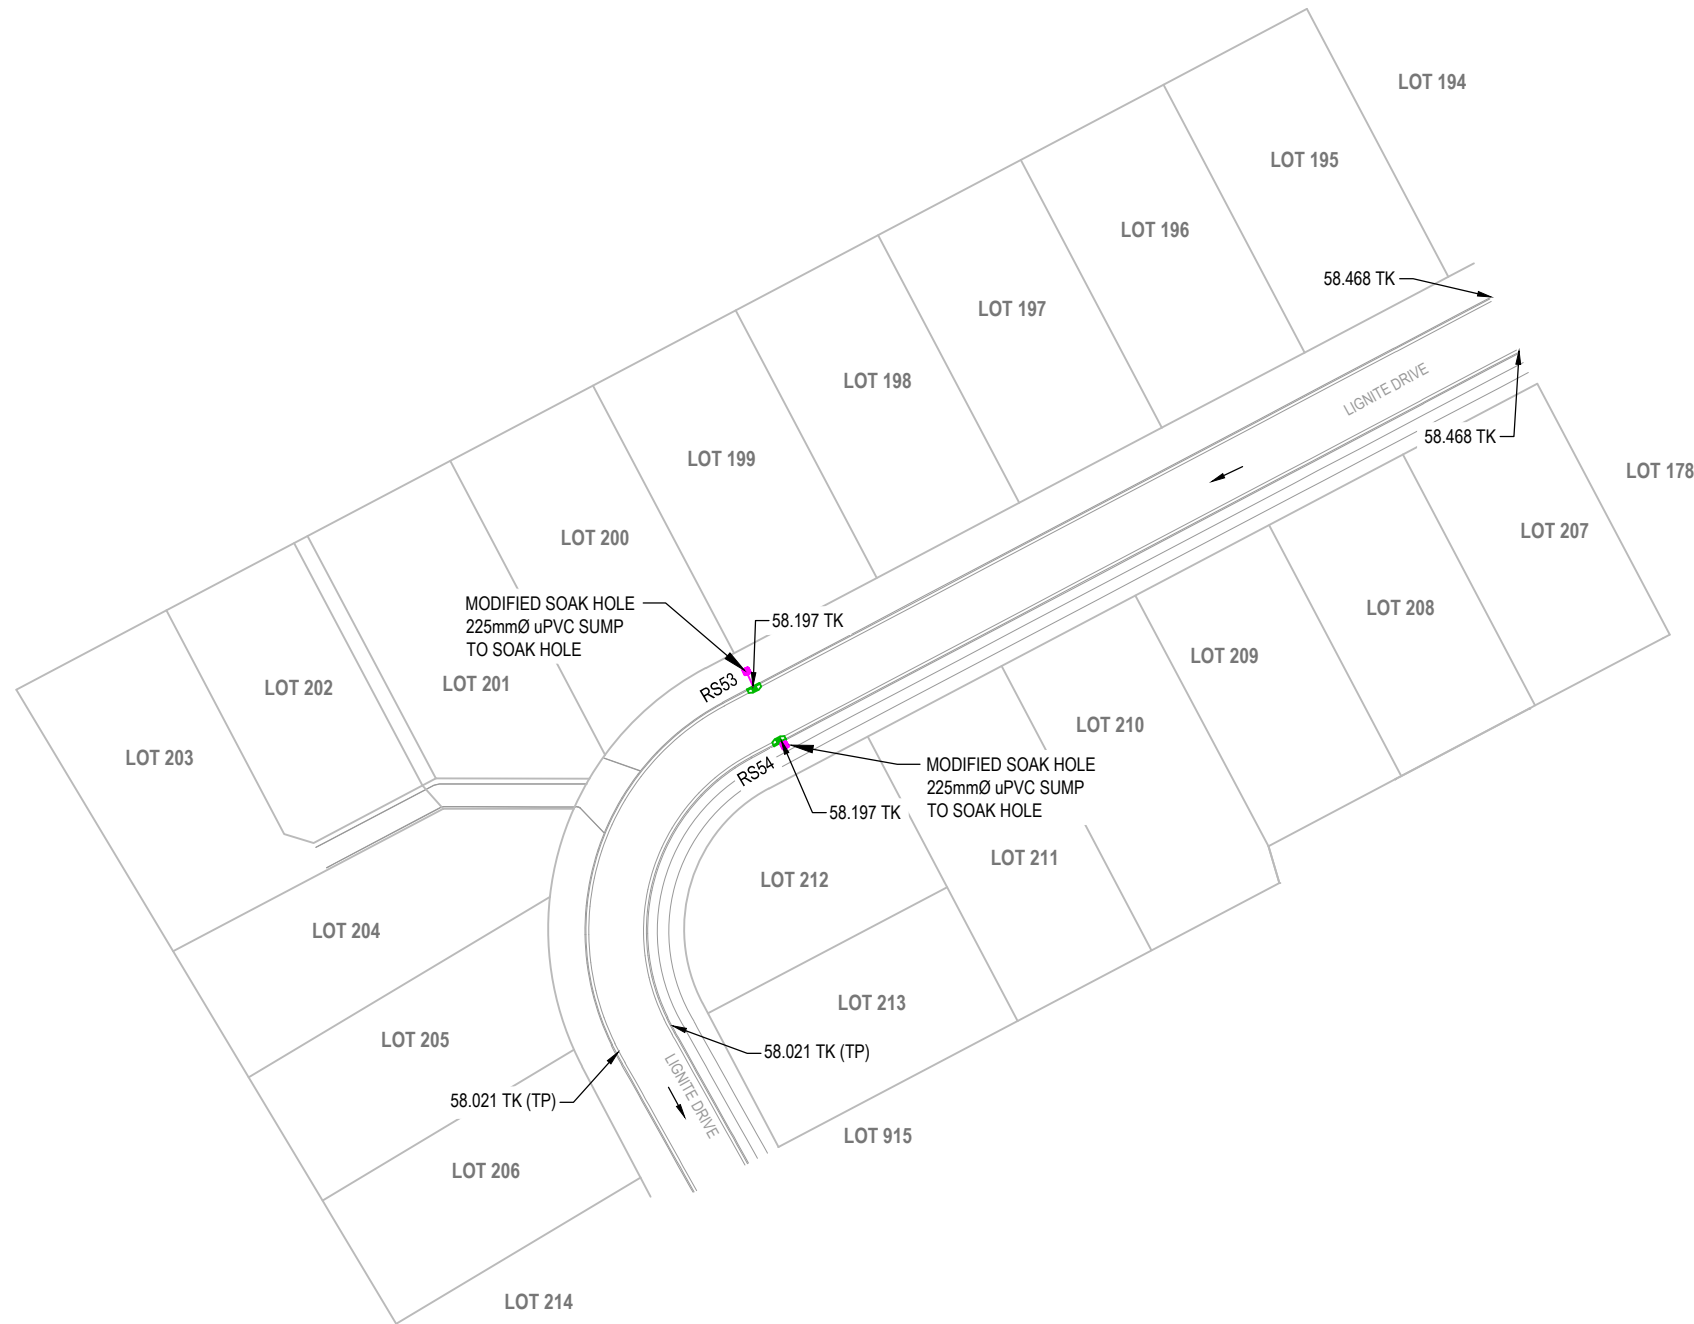 LOT 194
LOT 195
LOT 196
58.468 TK
LOT 197
LOT 198
LIGNITE DRIVE
58.468 TK
LOT 199
LOT 178
LOT 207
LOT 200
MODIFIED SOAK HOLE
225mmØ uPVC SUMP
TO SOAK HOLE
58.197 TK
LOT 208
LOT 209
RS53
LOT 202
LOT 201
LOT 210
LOT 203
RS54
MODIFIED SOAK HOLE
225mmØ uPVC SUMP
TO SOAK HOLE
58.197 TK
LOT 211
LOT 212
LOT 204
LOT 213
LOT 205
58.021 TK (TP)
58.021 TK (TP)
LIGNITE DRIVE
LOT 915
LOT 206
LOT 214